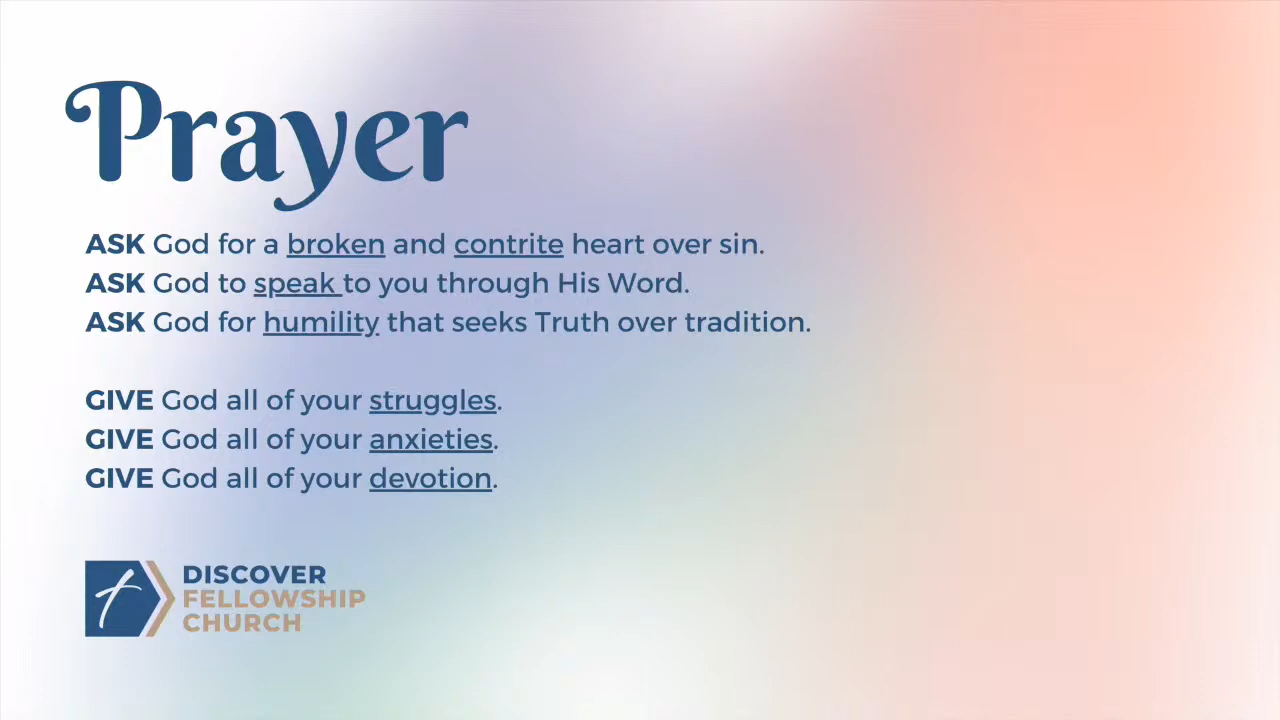 Prayer
ASK God for a broken and contrite heart over sin.
ASK God to speak to you through His Word.
ASK God for humility that seeks Truth over tradition.
GIVE God all of your struggles.
GIVE God all of your anxieties.
GIVE God all of your devotion.
DISCOVER
FELLOWSHIP
CHURCH